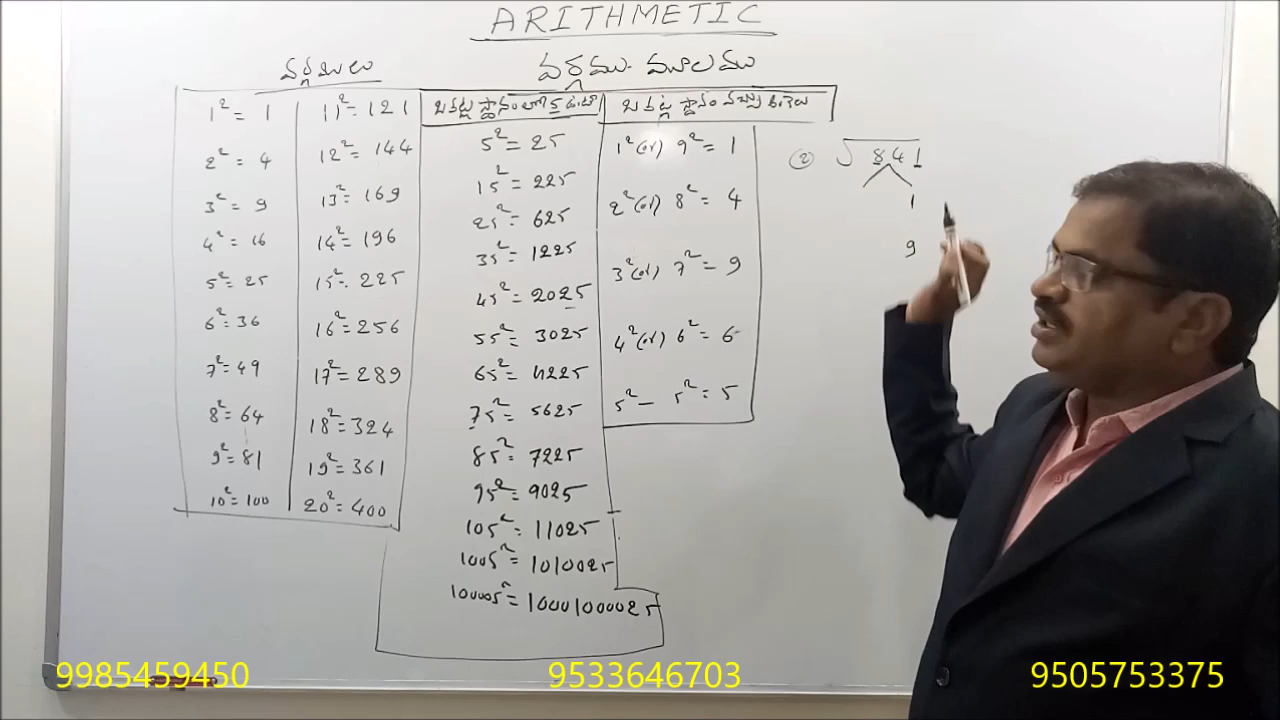 ARITHMETIC
వర్గములు
వర్గము - మూలము
1² = 1
2² = 4
3² = 9
4² = 16
5² = 25
6² = 36
7² = 49
8² = 64
9² = 81
10² = 100
11² = 121
12² = 144
13² = 169
14² = 196
15² = 225
16² = 256
17² = 289
18² = 324
19² = 361
20² = 400
ఒకట్ల
5² = 25
15² = 225
25² = 625
35² = 1225
45² = 2025
55² = 3025
65² = 4225
75² = 5625
85² = 7225
95² = 9025
105² = 11025
1005² = 1010025
100005² = 10001000025
ఒకట్ల స్థానం
1² (or) 9² = 1
2² (or) 8² = 4
3² (or) 7² = 9
4² (or) 6² = 6
5² — 5² = 5
② √841
1
9
9985459450
9533646703
9505753375